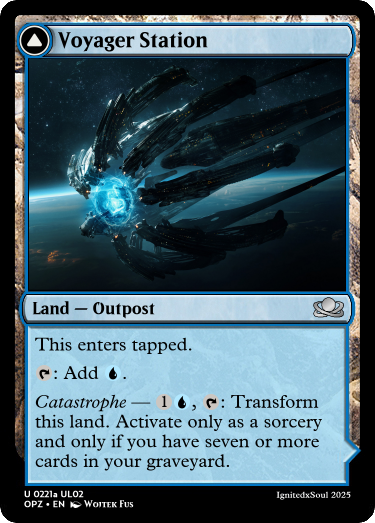 Voyager Station
Land — Outpost
This enters tapped.
: Add .
Catastrophe — 1 , : Transform
this land. Activate only as a sorcery
and only if you have seven or more
cards in your graveyard.
U 0221a UL02
OPZ • EN Wojtek Fus
IgnitedxSoul 2025